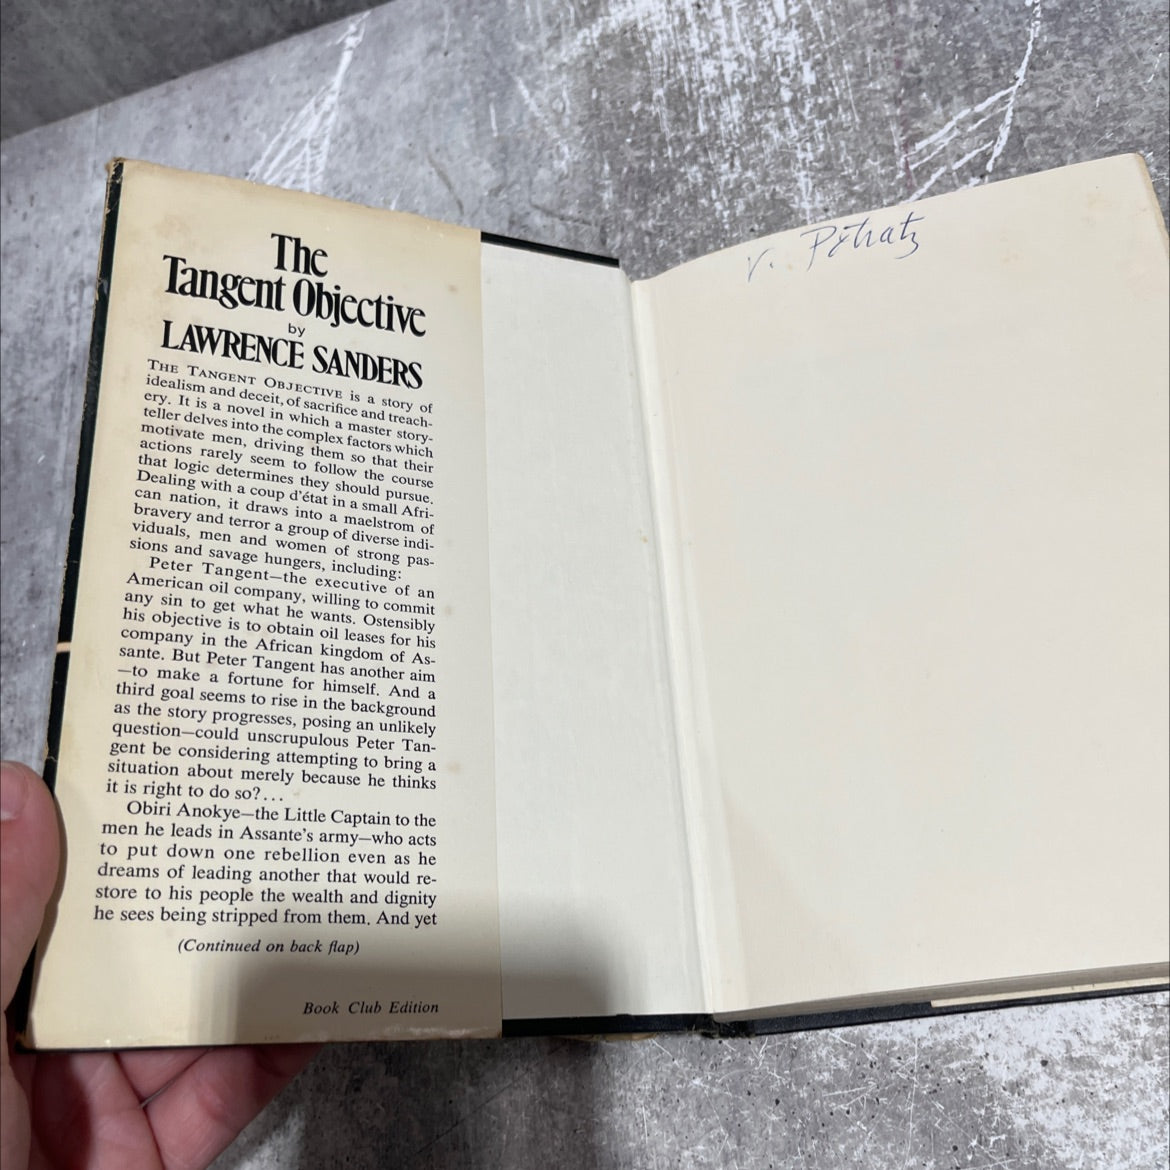 The
Tangent Objective
by
LAWRENCE SANDERS
THE TANGENT OBJECTIVE is a story of
idealism and deceit, of sacrifice and treach-
ery. It is a novel in which a master story-
teller delves into the complex factors which
motivate men, driving them so that their
actions rarely seem to follow the course
that logic determines they should pursue.
Dealing with a coup d'état in a small Afri-
can nation, it draws into a maelstrom of
bravery and terror a group of diverse indi-
viduals, men and women of strong pas-
sions and savage hungers, including:
Peter Tangent—the executive of an
American oil company, willing to commit
any sin to get what he wants. Ostensibly
his objective is to obtain oil leases for his
company in the African kingdom of As-
sante. But Peter Tangent has another aim
—to make a fortune for himself. And a
third goal seems to rise in the background
as the story progresses, posing an unlikely
question—could unscrupulous Peter Tan-
gent be considering attempting to bring a
situation about merely because he thinks
it is right to do so?...
Obiri Anokye—the Little Captain to the
men he leads in Assante's army—who acts
to put down one rebellion even as he
dreams of leading another that would re-
store to his people the wealth and dignity
he sees being stripped from them. And yet
(Continued on back flap)
Book Club Edition
V.